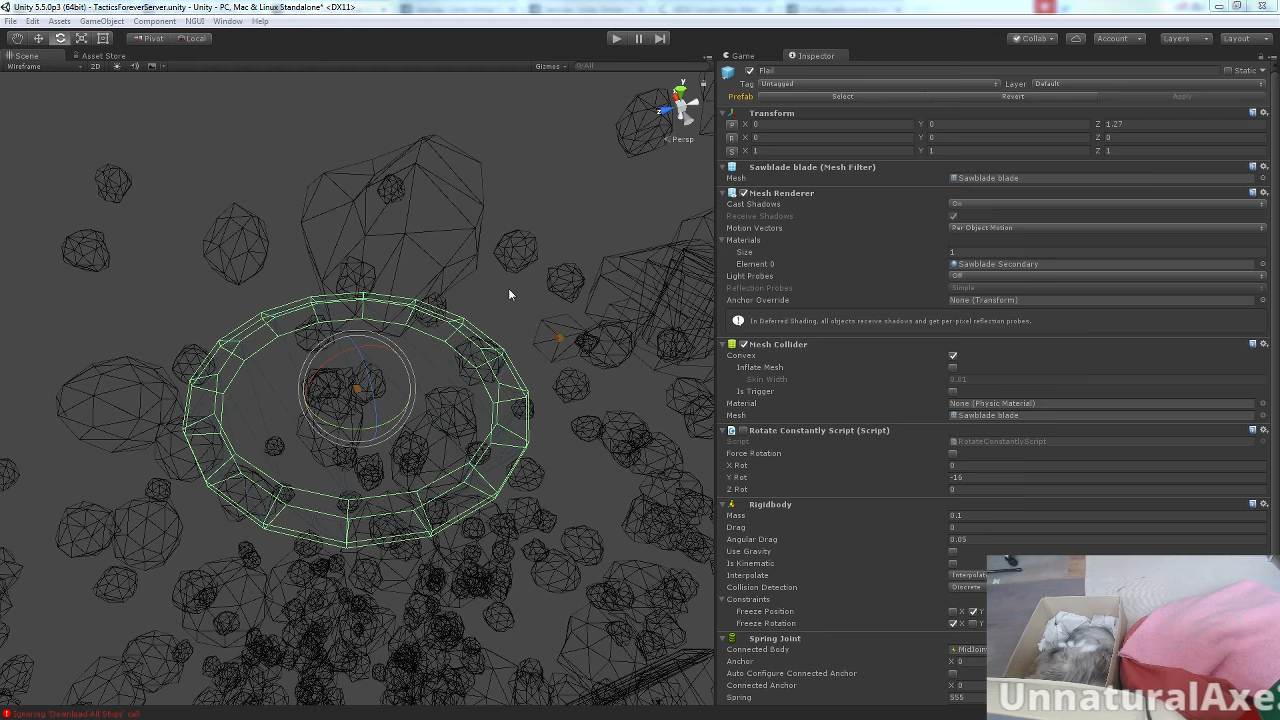 Unity 5.5.0p3 (64bit) - TacticsForeverServer.unity - Unity - PC, Mac & Linux Standalone* <DX11>
File Edit Assets GameObject Component NGUI Window Help
Pivot Local Collab Account Layers Layout
Scene Asset Store Game Inspector
Wireframe 2D Gizmos All
Persp
y
Flail Static
Tag Untagged Layer Default
Prefab Select Revert Apply
Transform
P X 0 Y 0 Z 1.27
R X 0 Y 0 Z 0
S X 1 Y 1 Z 1
Sawblade blade (Mesh Filter)
Mesh Sawblade blade
Mesh Renderer
Cast Shadows On
Receive Shadows
Motion Vectors Per Object Motion
Materials
Size 1
Element 0 Sawblade Secondary
Light Probes Off
Reflection Probes Simple
Anchor Override None (Transform)
In Deferred Shading, all objects receive shadows and get per-pixel reflection probes.
Mesh Collider
Convex
Inflate Mesh
Skin Width 0.01
Is Trigger
Material None (Physic Material)
Mesh Sawblade blade
Rotate Constantly Script (Script)
Script RotateConstantlyScript
Force Rotation
X Rot 0
Y Rot -16
Z Rot 0
Rigidbody
Mass 0.1
Drag 0
Angular Drag 0.05
Use Gravity
Is Kinematic
Interpolate Interpolat
Collision Detection Discrete
Constraints
Freeze Position X Y
Freeze Rotation X Y
Spring Joint
Connected Body MidJoin
Anchor X 0
Auto Configure Connected Anchor
Connected Anchor X 0
Spring 555
UnnaturalAxe
Ignoring 'Download All Ships' call